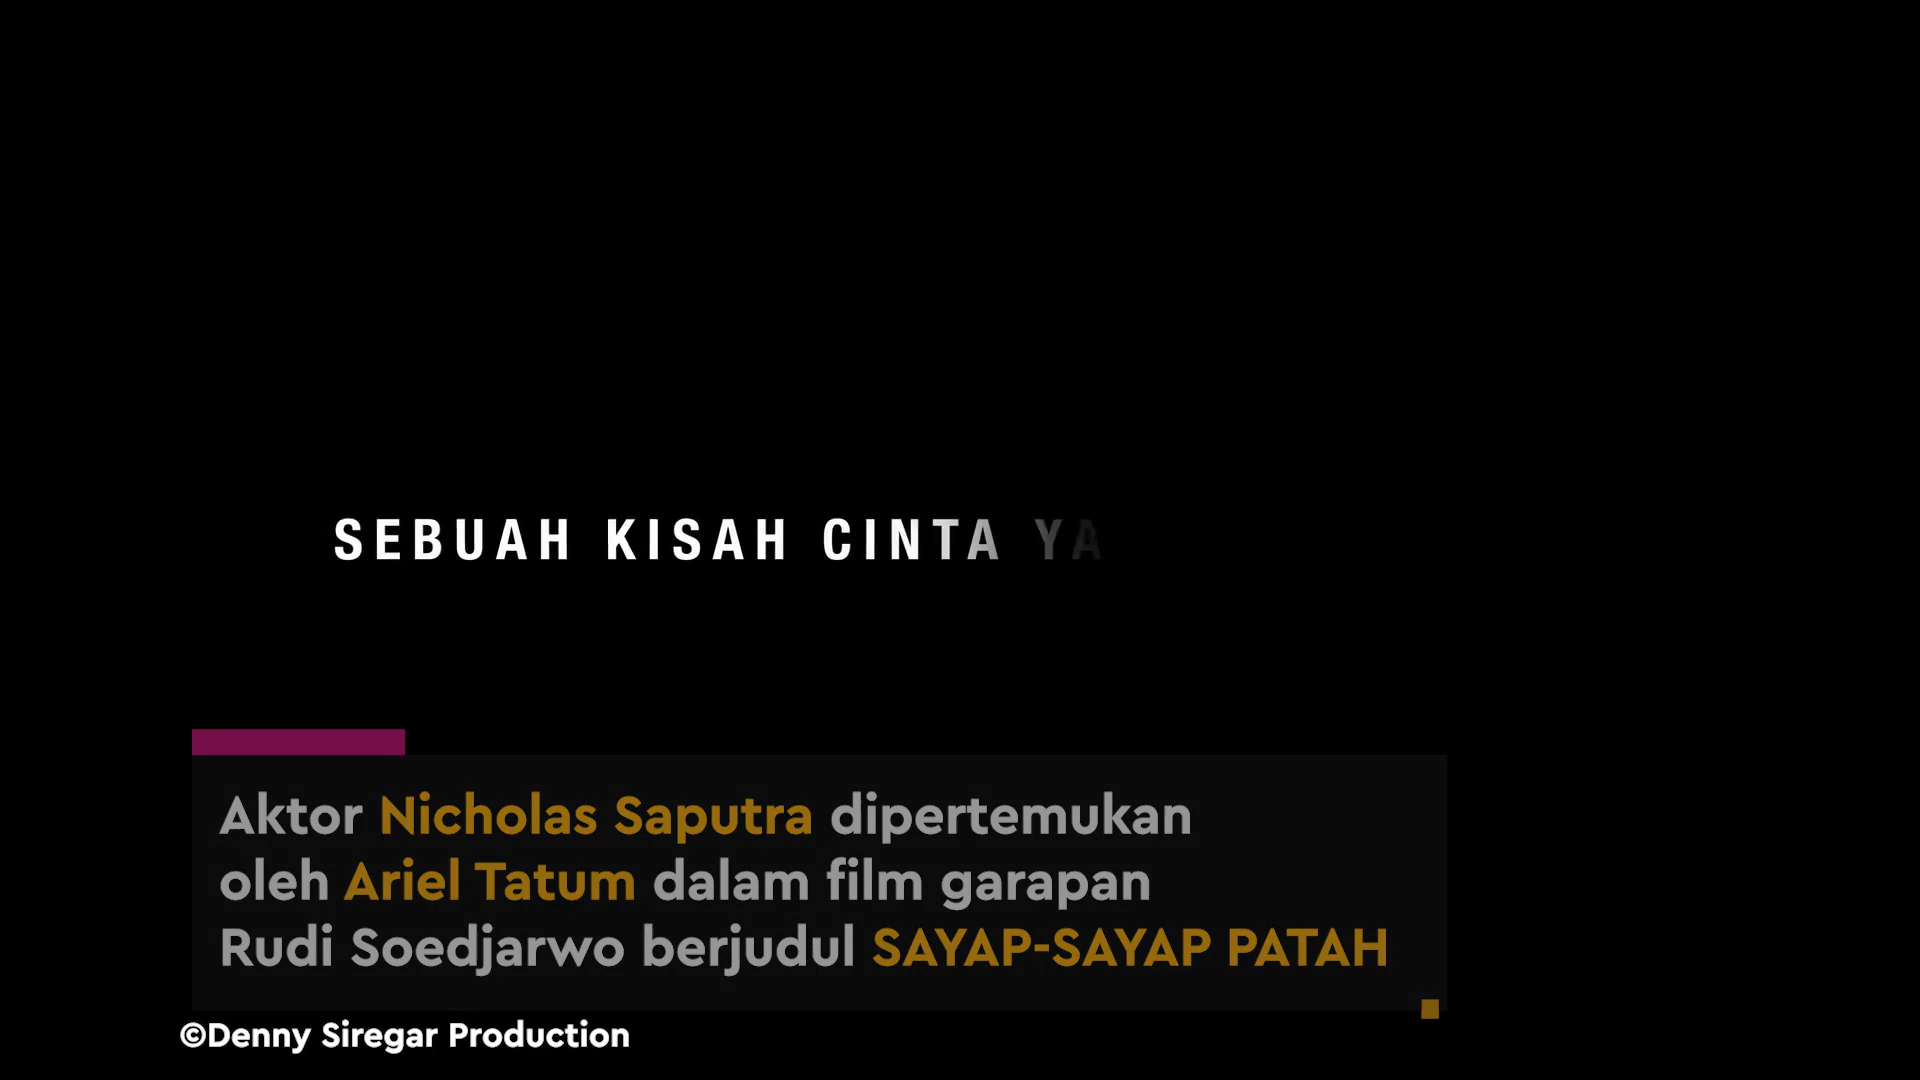 SEBUAH KISAH CINTA YA
Aktor Nicholas Saputra dipertemukan
oleh Ariel Tatum dalam film garapan
Rudi Soedjarwo berjudul SAYAP-SAYAP PATAH
©Denny Siregar Production